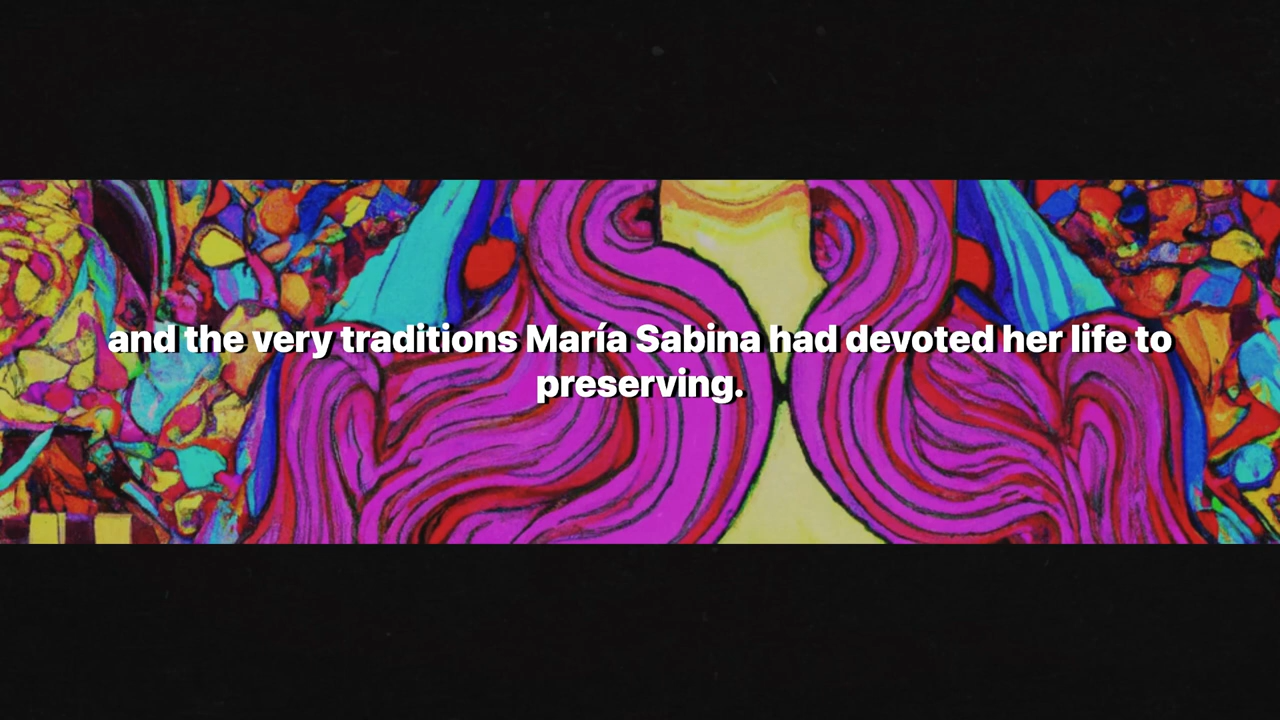 and the very traditions María Sabina had devoted her life to
preserving.